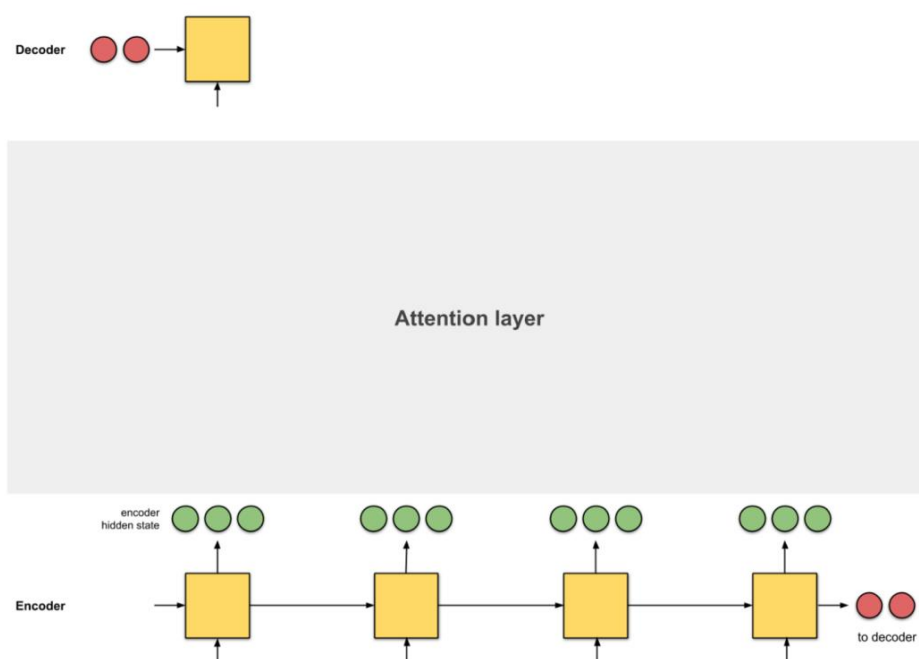 Decoder
Attention layer
encoder
hidden state
Encoder
to decoder